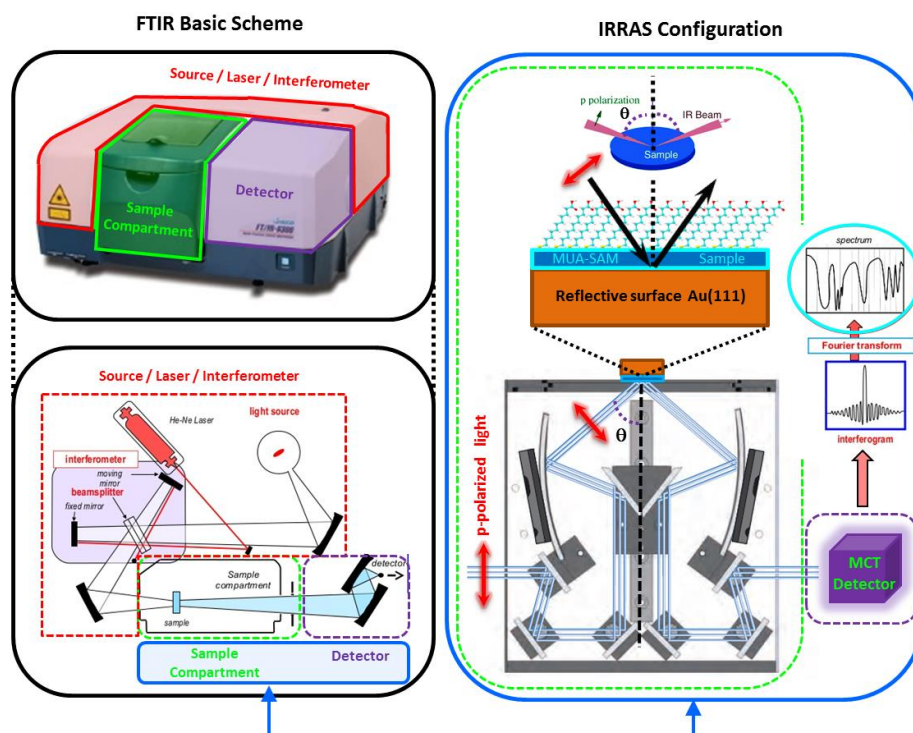 FTIR Basic Scheme
Source / Laser / Interferometer
Sample
Compartment
Detector
Source / Laser / Interferometer
He-Ne Laser
light source
interferometer
moving
mirror
beamsplitter
fixed mirror
Sample
compartment
detector
sample
Sample
Compartment
Detector
IRRAS Configuration
p polarization
θ
IR Beam
Sample
MUA-SAM
Sample
Reflective surface Au(111)
θ
p-polarized light
spectrum
Fourier transform
interferogram
MCT
Detector